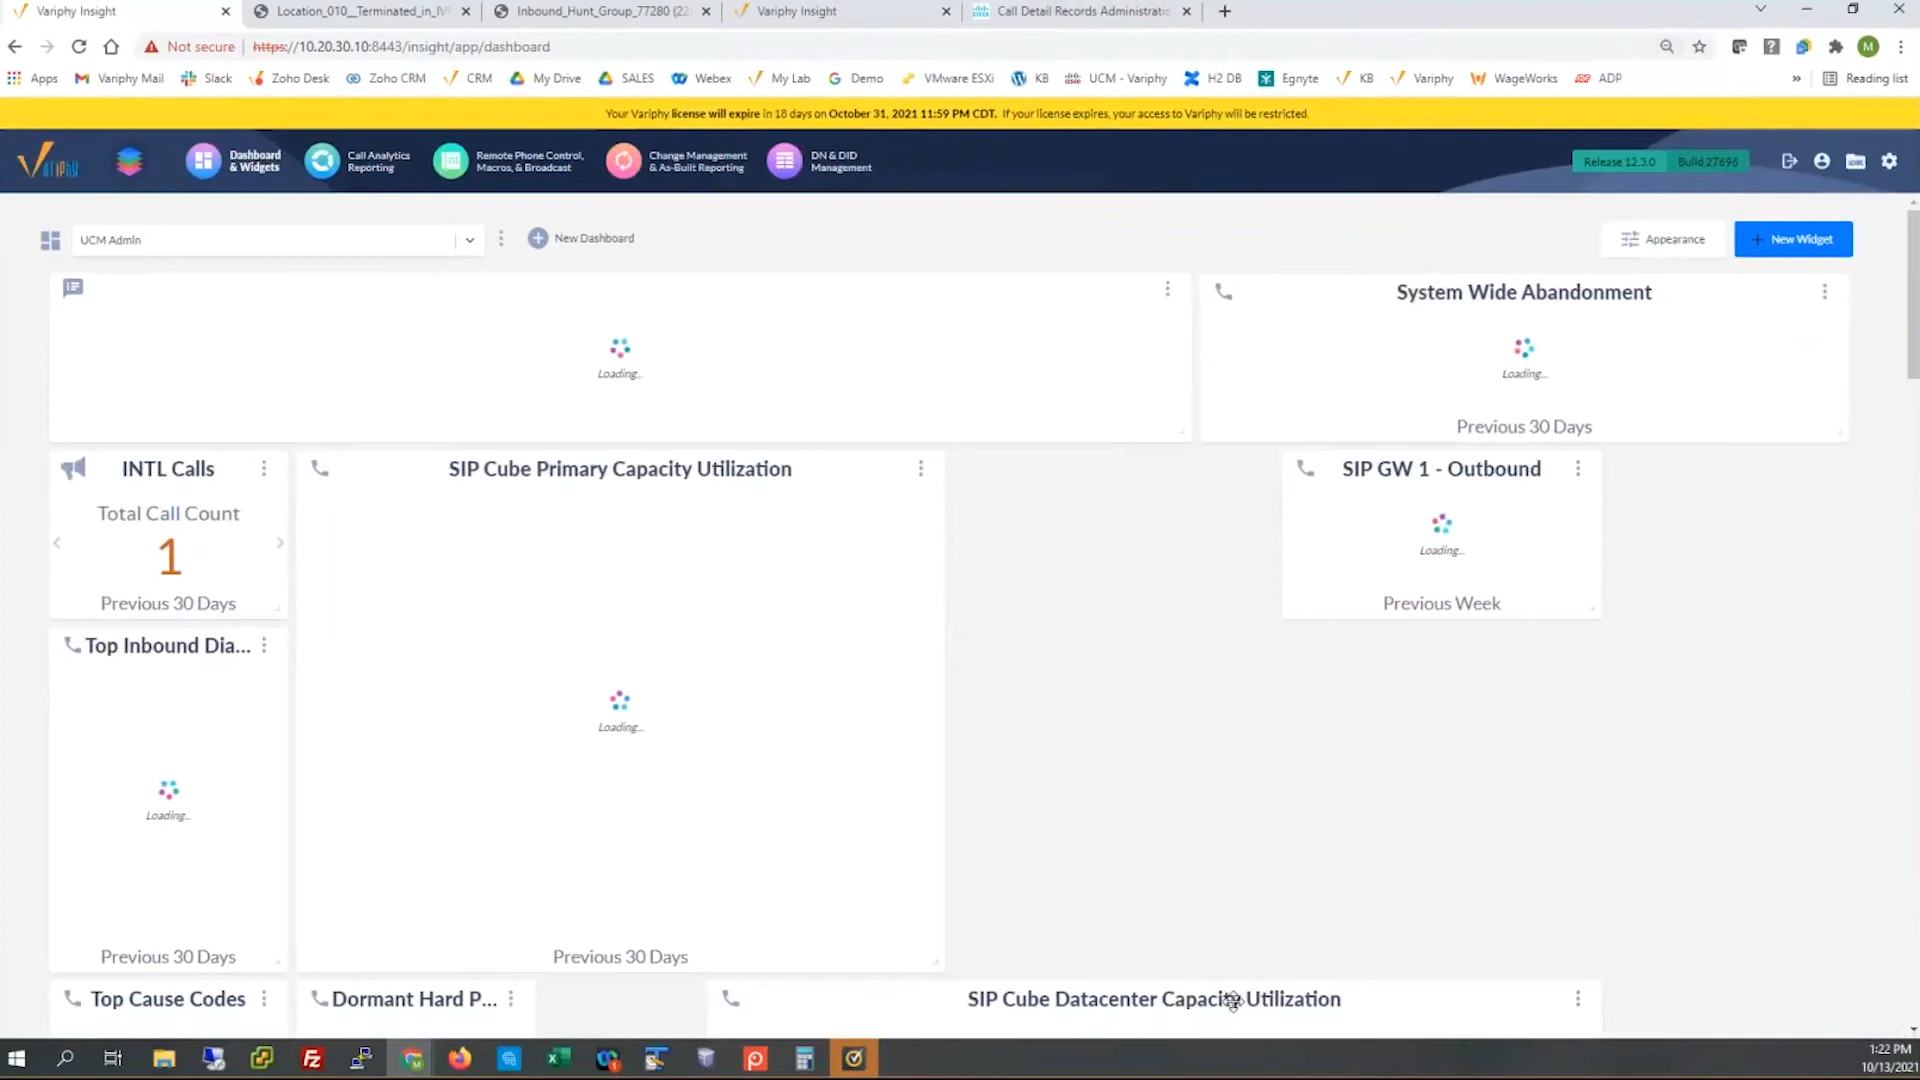 Variphy Insight
Location_010__Terminated_in_IV
Inbound_Hunt_Group_77280 (22
Variphy Insight
Call Detail Records Administratio
Not secure
https://10.20.30.10:8443/insight/app/dashboard
M
Apps
Variphy Mail
Slack
Zoho Desk
Zoho CRM
CRM
My Drive
SALES
Webex
My Lab
Demo
VMware ESXi
KB
UCM - Variphy
H2 DB
Egnyte
KB
Variphy
WageWorks
ADP
»
Reading list
Your Variphy license will expire in 18 days on October 31, 2021 11:59 PM CDT. If your license expires, your access to Variphy will be restricted.
Variphy
Dashboard
& Widgets
Call Analytics
Reporting
Remote Phone Control,
Macros, & Broadcast
Change Management
& As-Built Reporting
DN & DID
Management
Release 12.3.0
Build 27696
UCM Admin
New Dashboard
Appearance
New Widget
Loading...
System Wide Abandonment
Loading...
Previous 30 Days
INTL Calls
Total Call Count
1
Previous 30 Days
SIP Cube Primary Capacity Utilization
Loading...
Previous 30 Days
SIP GW 1 - Outbound
Loading...
Previous Week
Top Inbound Dia...
Loading...
Previous 30 Days
Top Cause Codes
Dormant Hard P...
SIP Cube Datacenter Capacity Utilization
1:22 PM
10/13/2021